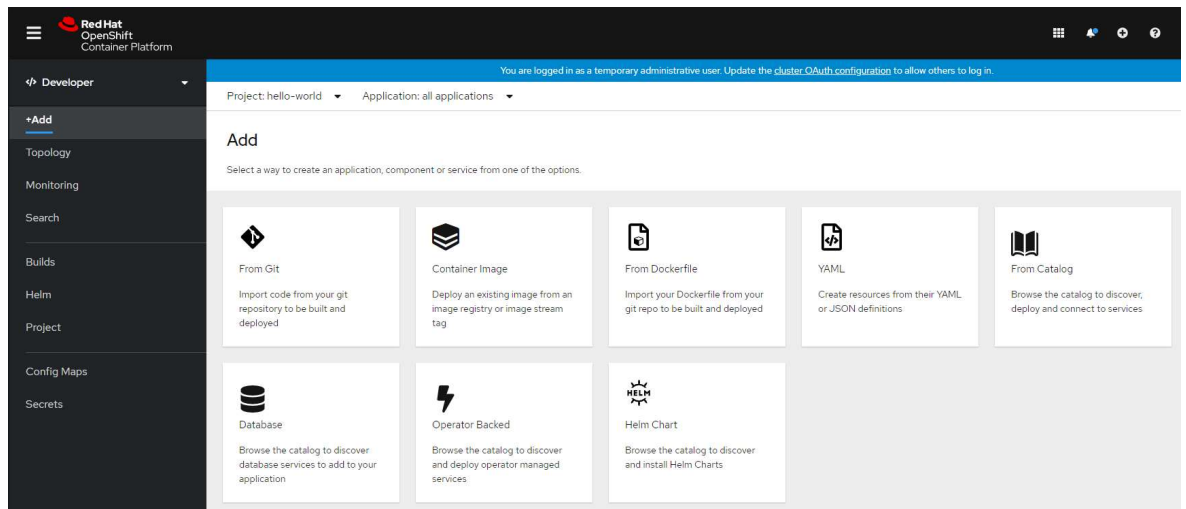 Red Hat
OpenShift
Container Platform
</> Developer
You are logged in as a temporary administrative user. Update the cluster OAuth configuration to allow others to log in.
Project: hello-world
Application: all applications
+Add
Topology
Monitoring
Search
Builds
Helm
Project
Config Maps
Secrets
Add
Select a way to create an application, component or service from one of the options.
From Git
Import code from your git
repository to be built and
deployed
Container Image
Deploy an existing image from an
image registry or image stream
tag
From Dockerfile
Import your Dockerfile from your
git repo to be built and deployed
YAML
Create resources from their YAML
or JSON definitions
From Catalog
Browse the catalog to discover,
deploy and connect to services
Database
Browse the catalog to discover
database services to add to your
application
Operator Backed
Browse the catalog to discover
and deploy operator managed
services
HELM
Helm Chart
Browse the catalog to discover
and install Helm Charts